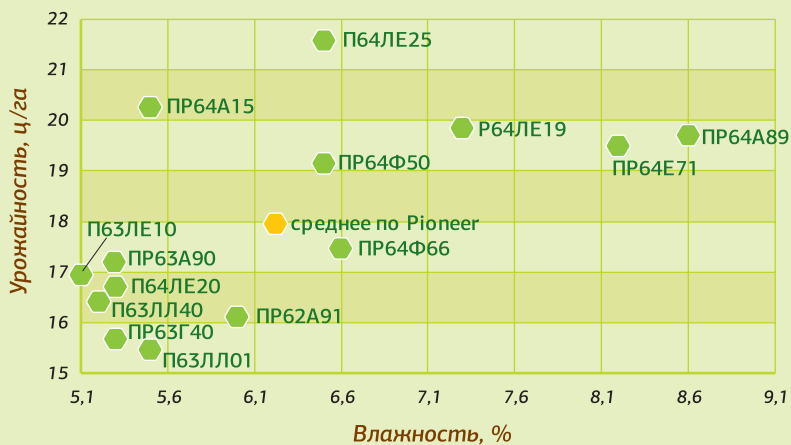 Урожайность, ц/га
22
21
20
19
18
17
16
15
П64ЛЕ25
ПР64А15
Р64ЛЕ19
ПР64А89
ПР64Ф50
ПР64Е71
среднее по Pioneer
П63ЛЕ10
ПР64Ф66
ПР63А90
П64ЛЕ20
П63ЛЛ40
ПР62А91
ПР63Г40
П63ЛЛ01
5,1 5,6 6,1 6,6 7,1 7,6 8,1 8,6 9,1
Влажность, %